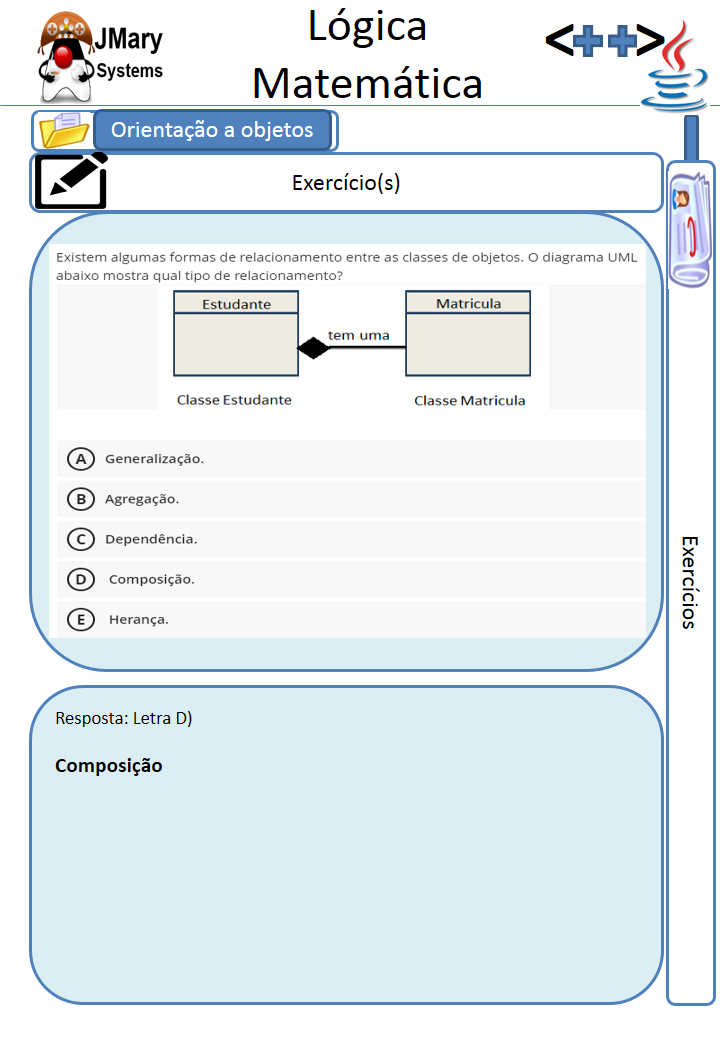 JMary
Systems
Lógica
Matemática
<++>
Orientação a objetos
Exercício(s)
Existem algumas formas de relacionamento entre as classes de objetos. O diagrama UML
abaixo mostra qual tipo de relacionamento?
Estudante
Matricula
tem uma
Classe Estudante
Classe Matricula
A Generalização.
B Agregação.
C Dependência.
D Composição.
E Herança.
Exercícios
Resposta: Letra D)
Composição